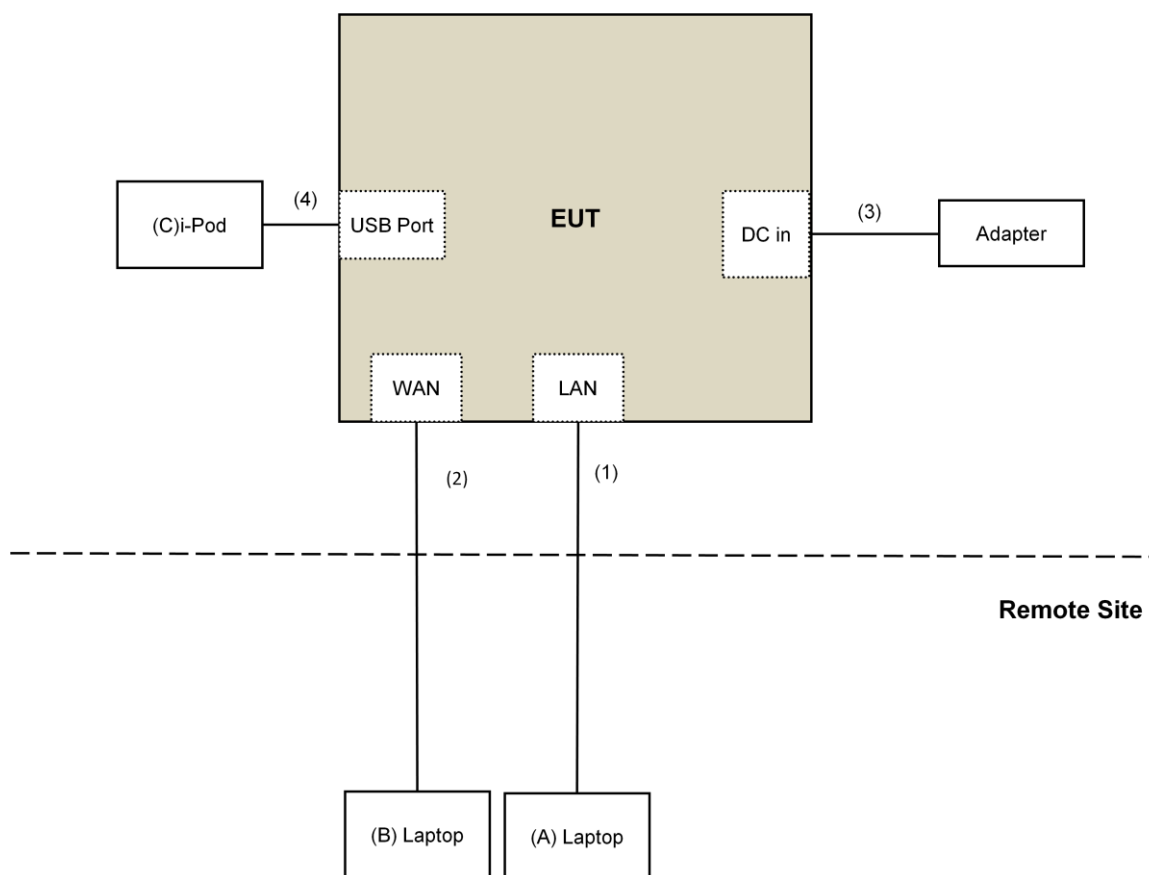 (4)
(C)i-Pod
USB Port
EUT
DC in
(3)
Adapter
WAN
LAN
(2)
(1)
Remote Site
(B) Laptop
(A) Laptop